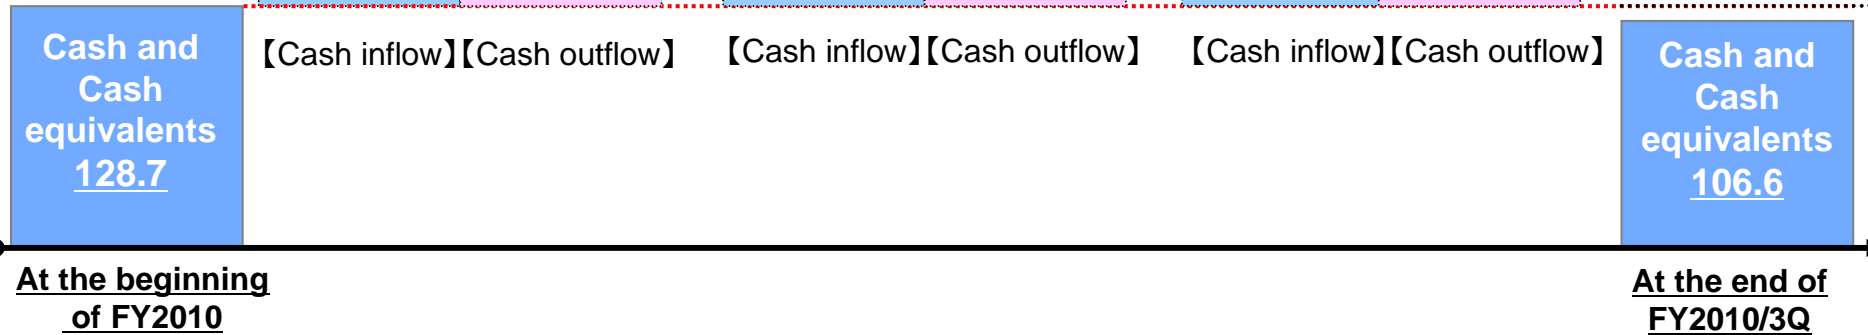 Cash and
Cash
equivalents
128.7
【Cash inflow】【Cash outflow】
【Cash inflow】【Cash outflow】
【Cash inflow】【Cash outflow】
Cash and
Cash
equivalents
106.6
At the beginning
of FY2010
At the end of
FY2010/3Q